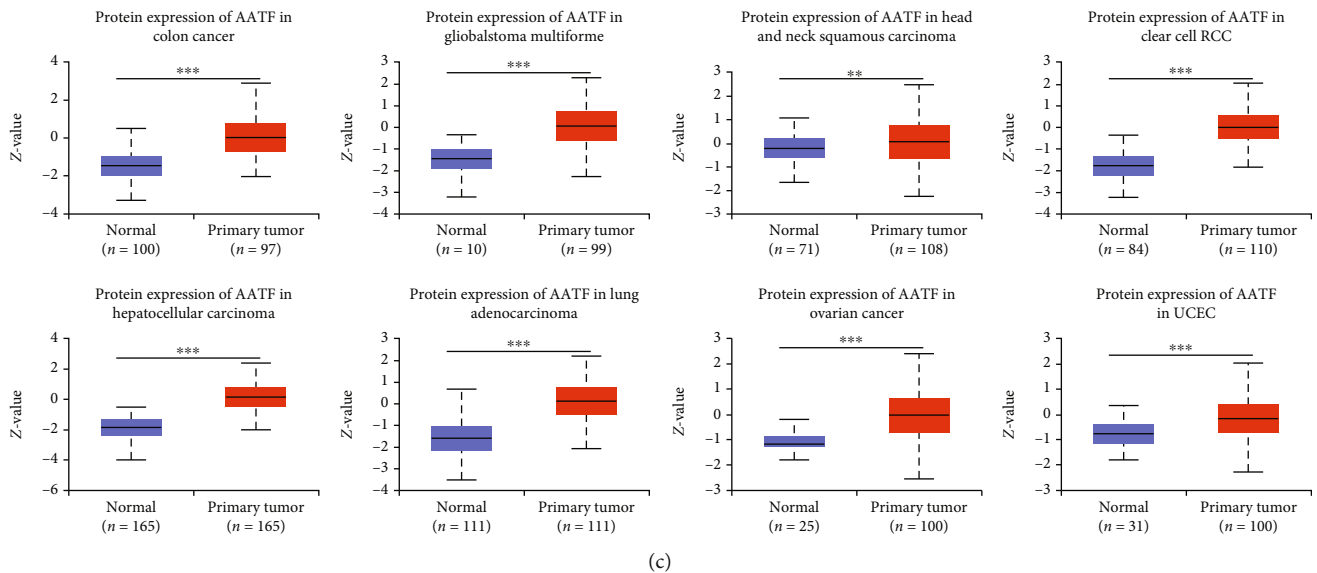 Protein expression of AATF in
colon cancer
4
2
0
−2
−4
Z-value
***
Normal
(n = 100)
Primary tumor
(n = 97)
Protein expression of AATF in
gliobalstoma multiforme
3
2
1
0
−1
−2
−3
−4
Z-value
***
Normal
(n = 10)
Primary tumor
(n = 99)
Protein expression of AATF in head
and neck squamous carcinoma
3
2
1
0
−1
−2
−3
Z-value
**
Normal
(n = 71)
Primary tumor
(n = 108)
Protein expression of AATF in
clear cell RCC
3
2
1
0
−1
−2
−3
−4
Z-value
***
Normal
(n = 84)
Primary tumor
(n = 110)
Protein expression of AATF in
hepatocellular carcinoma
4
2
0
−2
−4
−6
Z-value
***
Normal
(n = 165)
Primary tumor
(n = 165)
Protein expression of AATF in lung
adenocarcinoma
3
2
1
0
−1
−2
−3
−4
Z-value
***
Normal
(n = 111)
Primary tumor
(n = 111)
Protein expression of AATF in
ovarian cancer
3
2
1
0
−1
−2
−3
Z-value
***
Normal
(n = 25)
Primary tumor
(n = 100)
Protein expression of AATF
in UCEC
3
2
1
0
−1
−2
−3
Z-value
***
Normal
(n = 31)
Primary tumor
(n = 100)
(c)